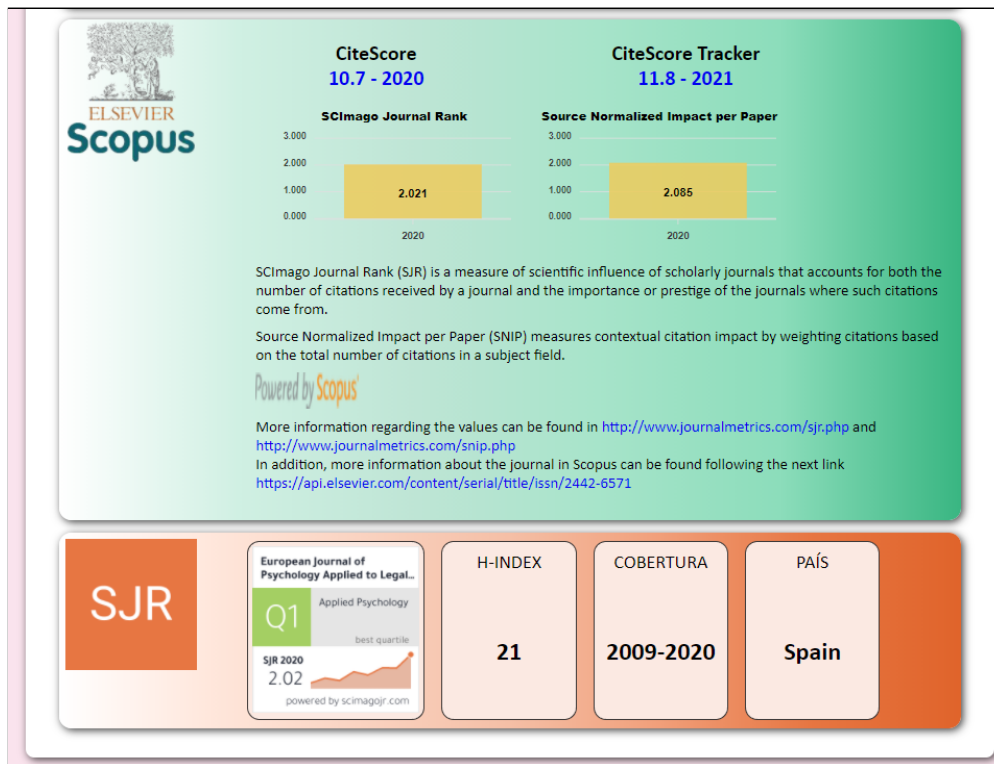 ELSEVIER
Scopus
CiteScore
10.7 - 2020
CiteScore Tracker
11.8 - 2021
SCImago Journal Rank
3.000
2.000
1.000
0.000
2.021
2020
Source Normalized Impact per Paper
3.000
2.000
1.000
0.000
2.085
2020
SCImago Journal Rank (SJR) is a measure of scientific influence of scholarly journals that accounts for both the
number of citations received by a journal and the importance or prestige of the journals where such citations
come from.
Source Normalized Impact per Paper (SNIP) measures contextual citation impact by weighting citations based
on the total number of citations in a subject field.
Powered by Scopus
More information regarding the values can be found in http://www.journalmetrics.com/sjr.php and
http://www.journalmetrics.com/snip.php
In addition, more information about the journal in Scopus can be found following the next link
https://api.elsevier.com/content/serial/title/issn/2442-6571
SJR
European Journal of
Psychology Applied to Legal...
Q1
Applied Psychology
best quartile
SJR 2020
2.02
powered by scimagojr.com
H-INDEX
21
COBERTURA
2009-2020
PAÍS
Spain